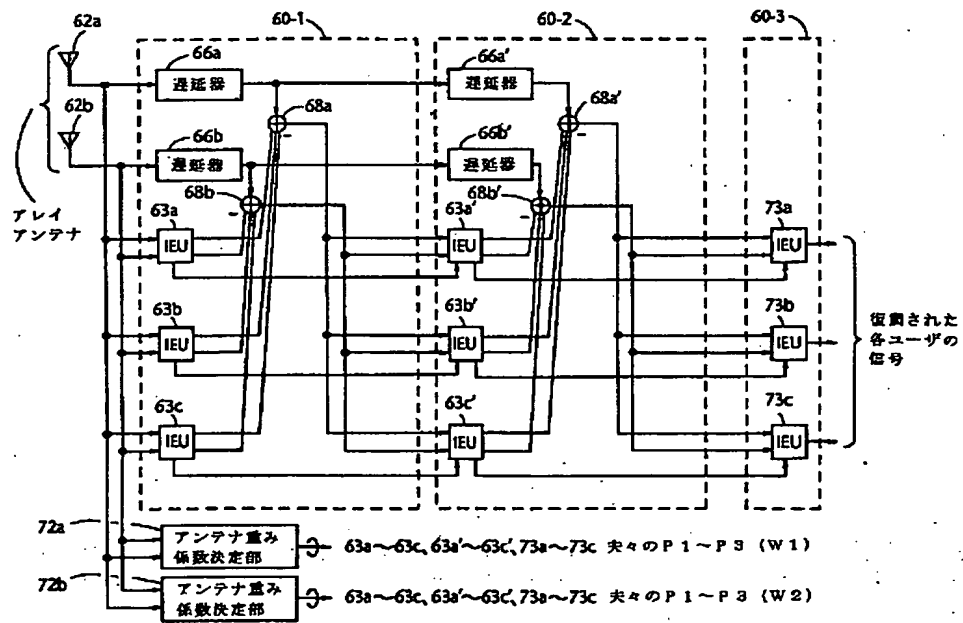 62a
60-1
60-2
60-3
66a
66a′
遅延器
遅延器
68a
68a′
62b
66b
66b′
遅延器
遅延器
68b
68b′
アレイ
アンテナ
63a
IEU
63a′
IEU
73a
IEU
63b
IEU
63b′
IEU
73b
IEU
復調された
各ユーザの
信号
63c
IEU
63c′
IEU
73c
IEU
72a
アンテナ重み
係数決定部
63a～63c、63a′～63c′、73a～73c 夫々のP1～P3 (W1)
72b
アンテナ重み
係数決定部
63a～63c、63a′～63c′、73a～73c 夫々のP1～P3 (W2)